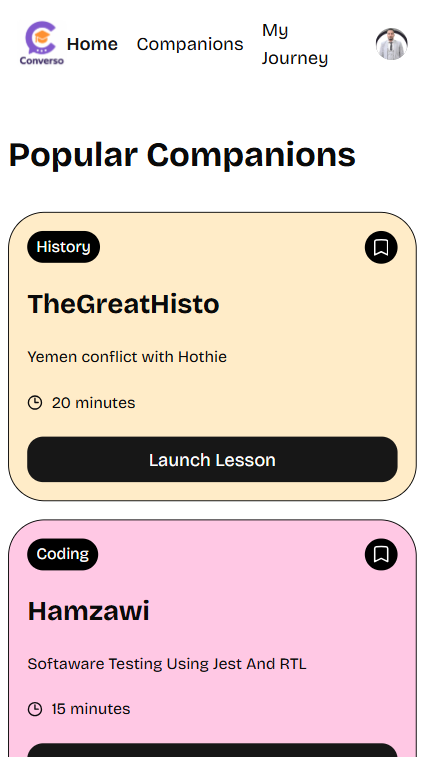 Converso
Home
Companions
My
Journey
Popular Companions
History
TheGreatHisto
Yemen conflict with Hothie
20 minutes
Launch Lesson
Coding
Hamzawi
Softaware Testing Using Jest And RTL
15 minutes